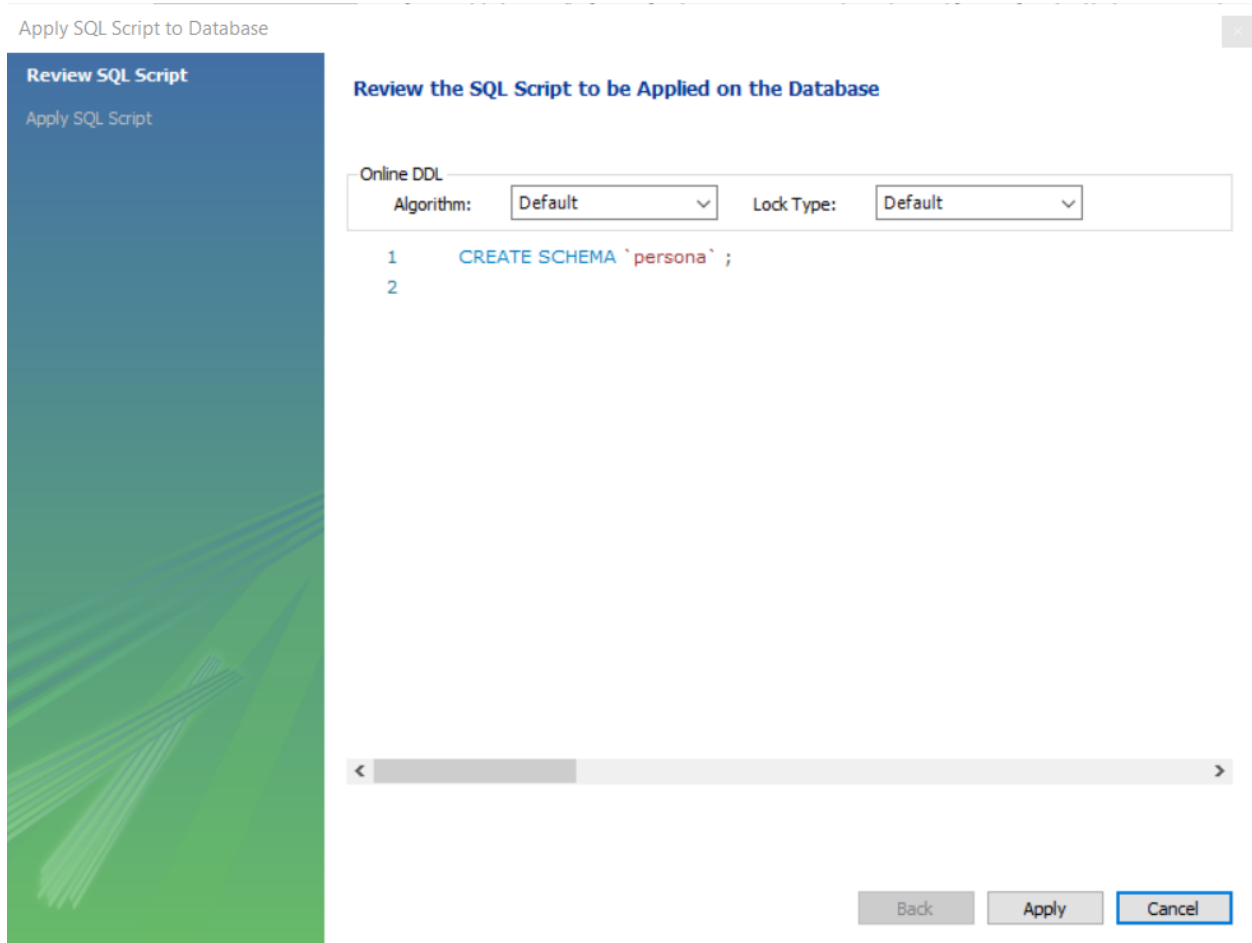 Apply SQL Script to Database
Review SQL Script
Apply SQL Script
Review the SQL Script to be Applied on the Database
Online DDL
Algorithm: Default Lock Type: Default
1 CREATE SCHEMA `persona` ;
2
Back Apply Cancel